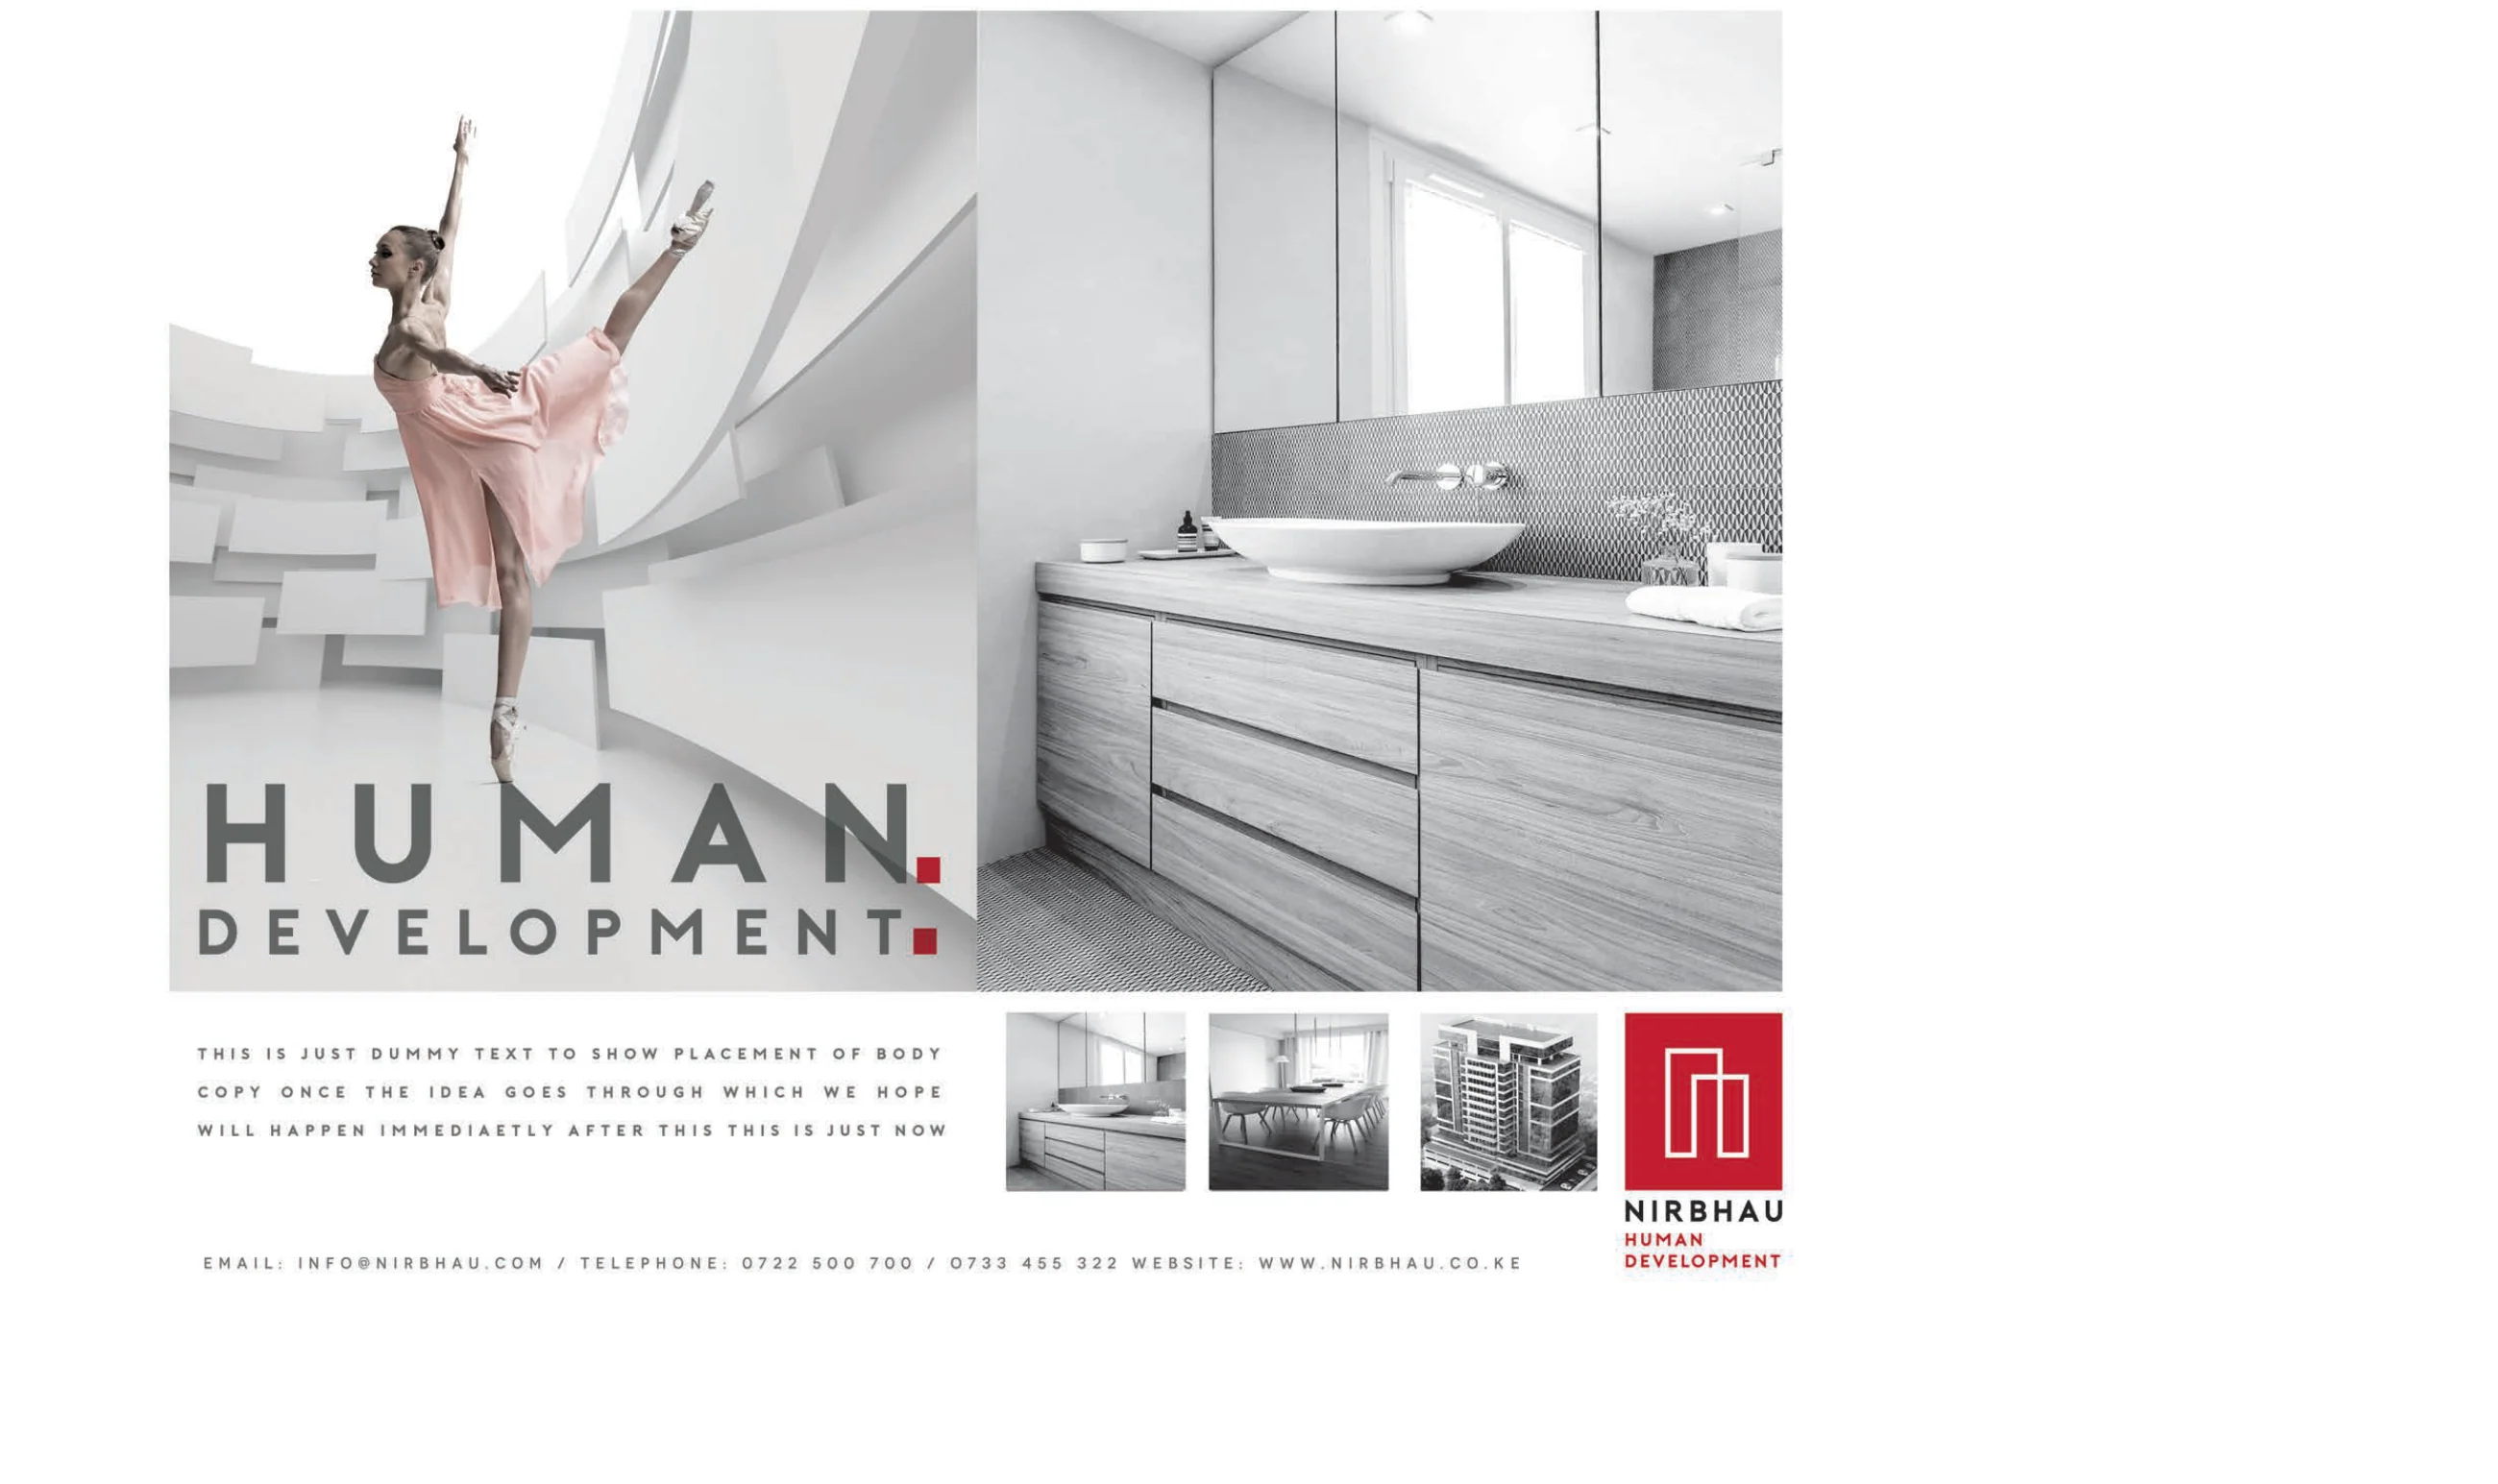 HUMAN.
DEVELOPMENT.
THIS IS JUST DUMMY TEXT TO SHOW PLACEMENT OF BODY
COPY ONCE THE IDEA GOES THROUGH WHICH WE HOPE
WILL HAPPEN IMMEDIAETLY AFTER THIS THIS IS JUST NOW
EMAIL: INFO@NIRBHAU.COM / TELEPHONE: 0722 500 700 / 0733 455 322 WEBSITE: WWW.NIRBHAU.CO.KE
NIRBHAU
HUMAN
DEVELOPMENT